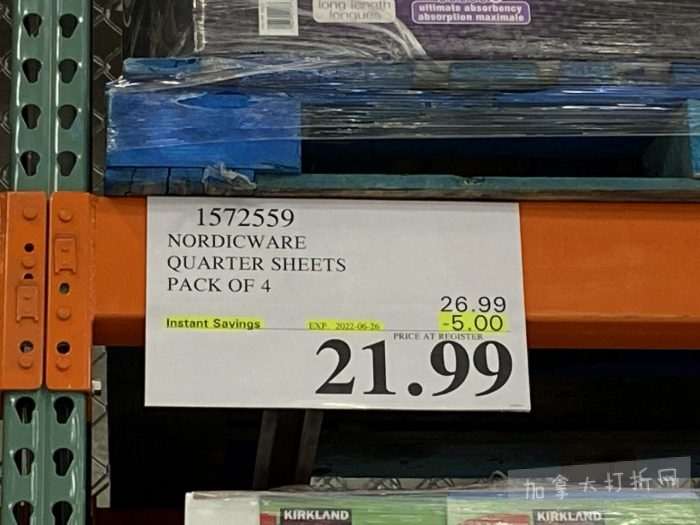 long length
longues
ultimate absorbency
absorption maximale
1572559
NORDICWARE
QUARTER SHEETS
PACK OF 4
26.99
Instant Savings EXP. 2022-06-26 -5.00
PRICE AT REGISTER
21.99
加拿大打折网
KIRKLAND KIRKLAND